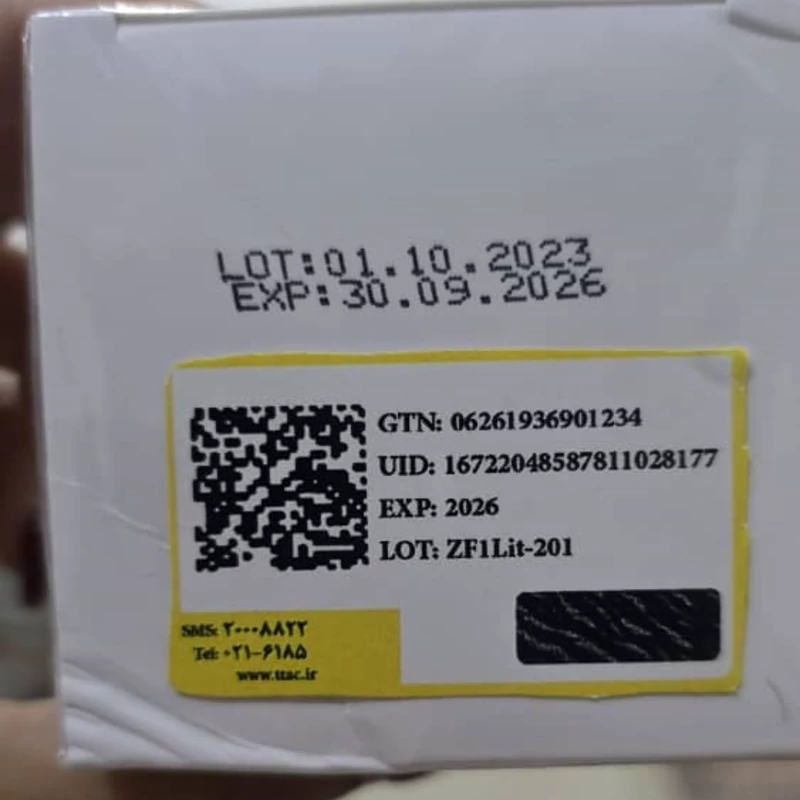 LOT:01.10.2023
EXP:30.09.2026
GTN: 06261936901234
UID: 16722048587811028177
EXP: 2026
LOT: ZF1Lit-201
SMS: ۲۰۰۰۸۸۲۲
Tel: ۰۲۱-۶۱۸۵
www.ttac.ir